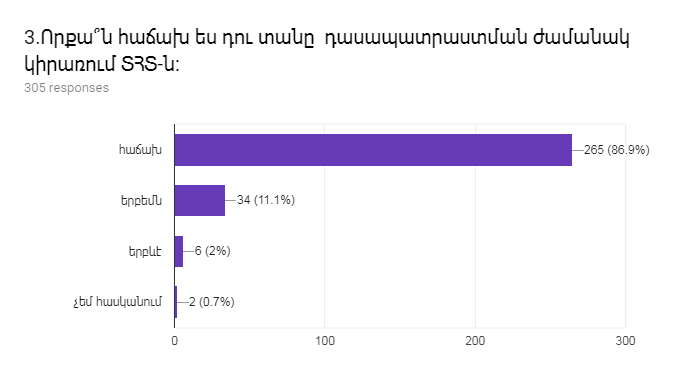 3.Որքա՞ն հաճախ ես դու տանը  դասապատրաստման ժամանակ
կիրառում ՏՀՏ-ն:
305 responses
հաճախ
265 (86.9%)
երբեմն
34 (11.1%)
երբևէ
6 (2%)
չեմ հասկանում
2 (0.7%)
0 100 200 300